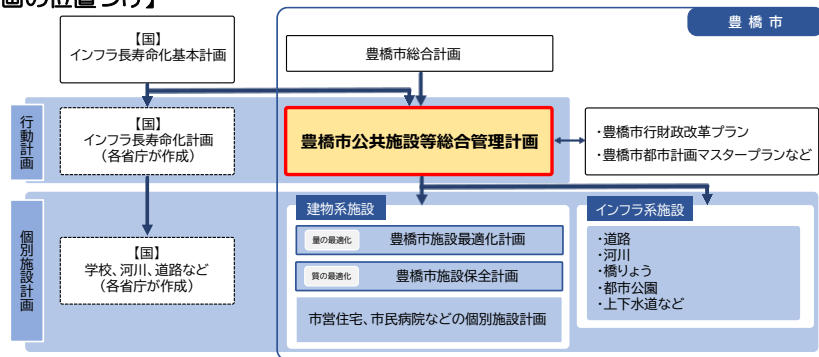 画の位置づけ】
豊橋市
【国】
インフラ長寿命化基本計画
豊橋市総合計画
行動計画
【国】
インフラ長寿命化計画
(各省庁が作成)
豊橋市公共施設等総合管理計画
・豊橋市行財政改革プラン
・豊橋市都市計画マスタープランなど
個別施設計画
【国】
学校、河川、道路など
(各省庁が作成)
建物系施設
量の最適化 豊橋市施設最適化計画
質の最適化 豊橋市施設保全計画
市営住宅、市民病院などの個別施設計画
インフラ系施設
・道路
・河川
・橋りょう
・都市公園
・上下水道など